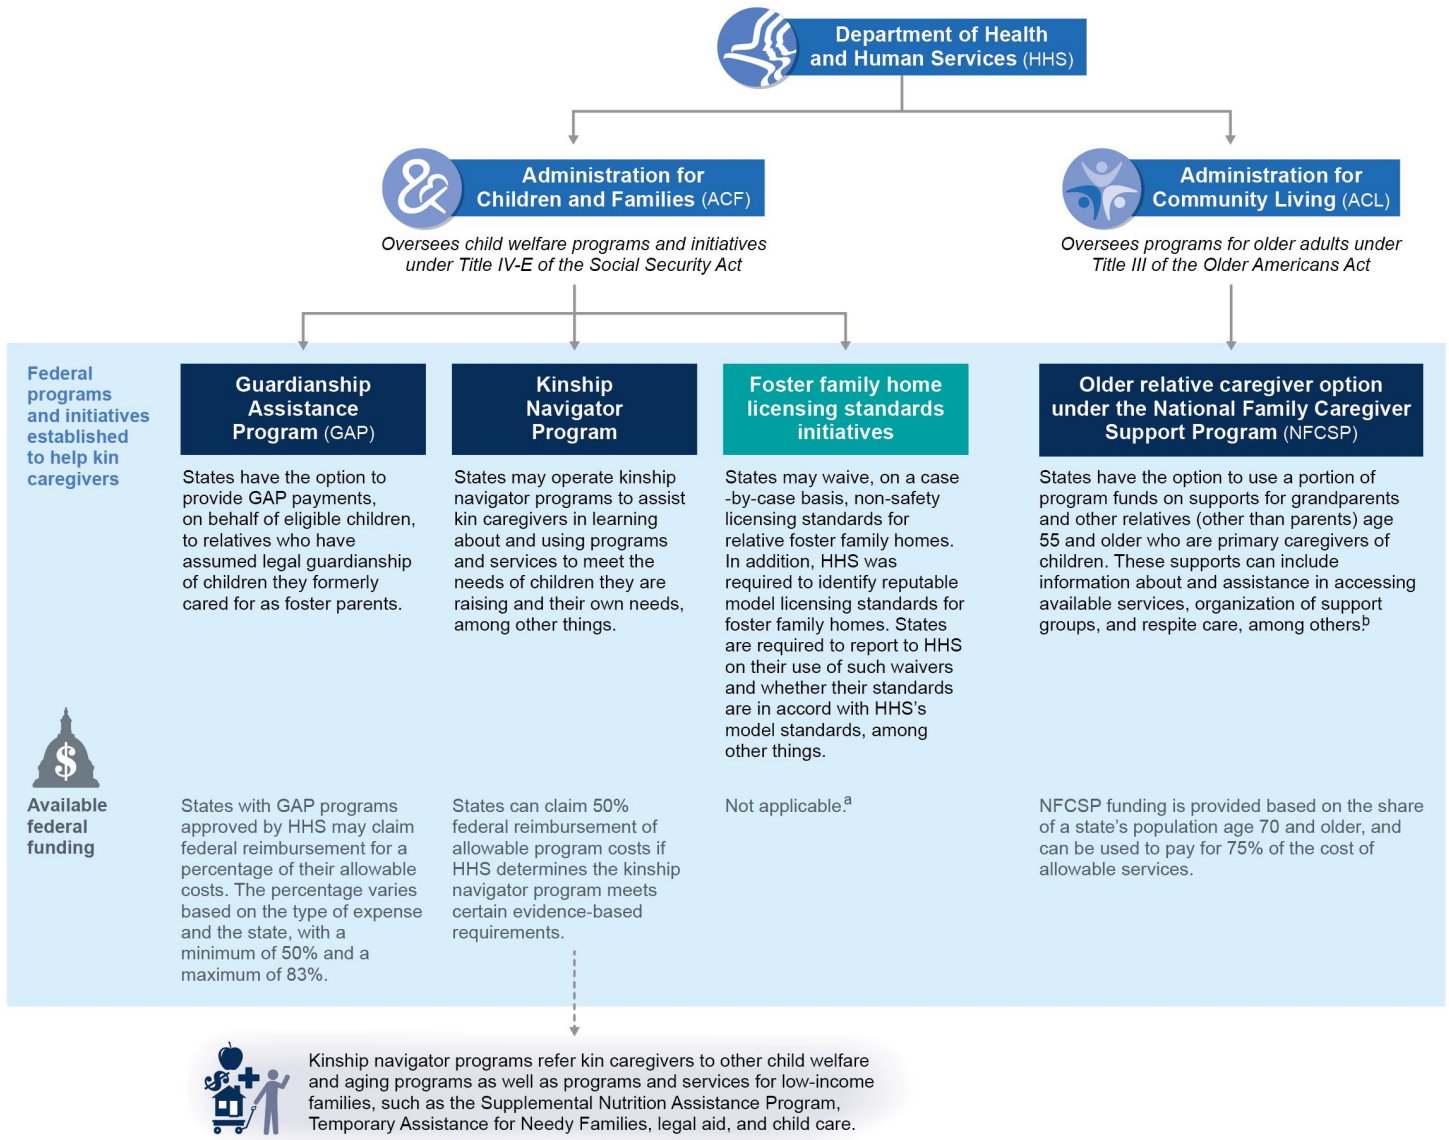 Department of Health
and Human Services (HHS)
Administration for
Children and Families (ACF)
Oversees child welfare programs and initiatives
under Title IV-E of the Social Security Act
Administration for
Community Living (ACL)
Oversees programs for older adults under
Title III of the Older Americans Act
Federal
programs
and initiatives
established
to help kin
caregivers
Guardianship
Assistance
Program (GAP)
States have the option to
provide GAP payments,
on behalf of eligible children,
to relatives who have
assumed legal guardianship
of children they formerly
cared for as foster parents.
Kinship
Navigator
Program
States may operate kinship
navigator programs to assist
kin caregivers in learning
about and using programs
and services to meet the
needs of children they are
raising and their own needs,
among other things.
Foster family home
licensing standards
initiatives
States may waive, on a case
-by-case basis, non-safety
licensing standards for
relative foster family homes.
In addition, HHS was
required to identify reputable
model licensing standards for
foster family homes. States
are required to report to HHS
on their use of such waivers
and whether their standards
are in accord with HHS's
model standards, among
other things.
Older relative caregiver option
under the National Family Caregiver
Support Program (NFCSP)
States have the option to use a portion of
program funds on supports for grandparents
and other relatives (other than parents) age
55 and older who are primary caregivers of
children. These supports can include
information about and assistance in accessing
available services, organization of support
groups, and respite care, among others.b
$
Available
federal
funding
States with GAP programs
approved by HHS may claim
federal reimbursement for a
percentage of their allowable
costs. The percentage varies
based on the type of expense
and the state, with a
minimum of 50% and a
maximum of 83%.
States can claim 50%
federal reimbursement of
allowable program costs if
HHS determines the kinship
navigator program meets
certain evidence-based
requirements.
Not applicable.a
NFCSP funding is provided based on the share
of a state's population age 70 and older, and
can be used to pay for 75% of the cost of
allowable services.
$
Kinship navigator programs refer kin caregivers to other child welfare
and aging programs as well as programs and services for low-income
families, such as the Supplemental Nutrition Assistance Program,
Temporary Assistance for Needy Families, legal aid, and child care.